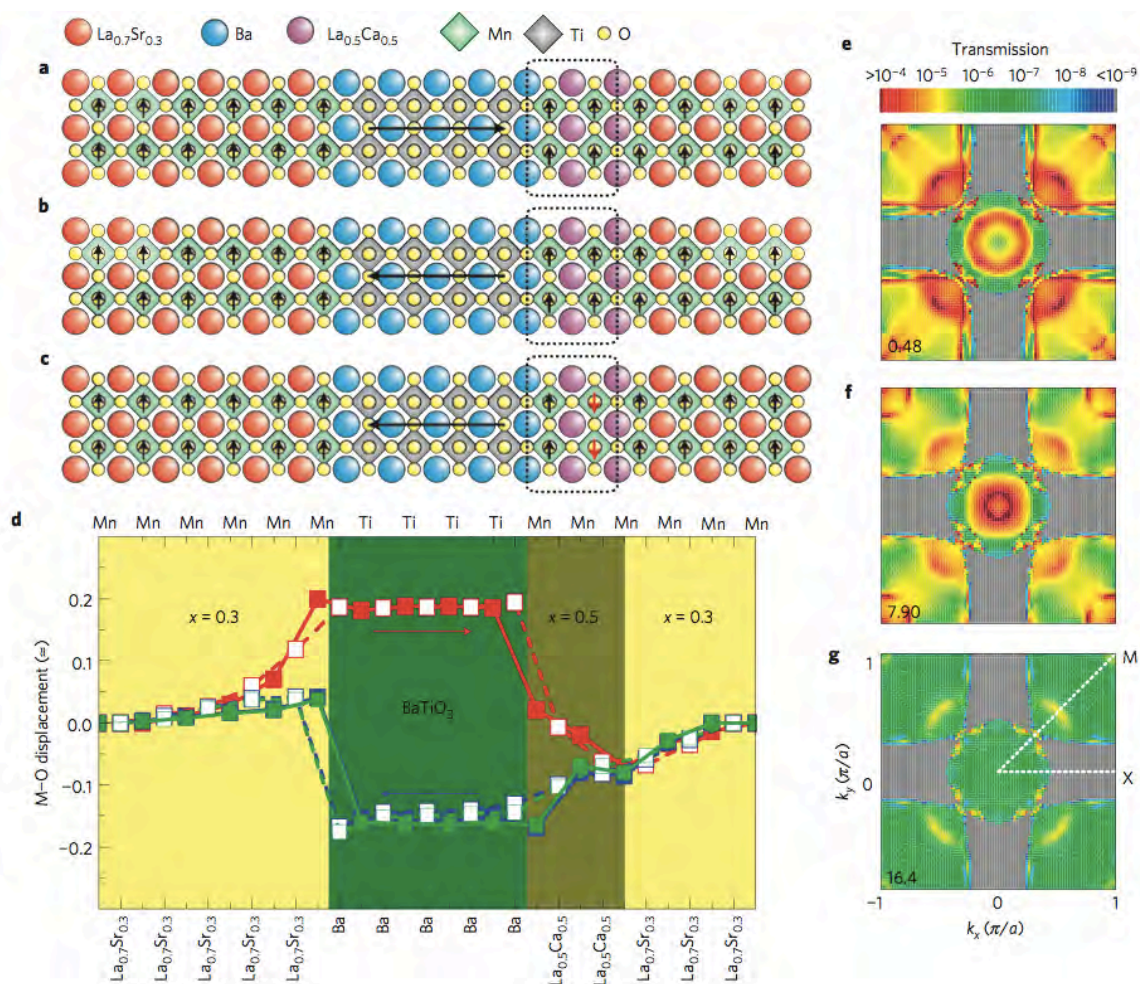 La0.7Sr0.3 Ba La0.5Ca0.5 Mn Ti O
a
b
c
d
Mn Mn Mn Mn Mn Mn Ti Ti Ti Ti Mn Mn Mn Mn Mn Mn
M–O displacement (≈)
0.2
0.1
0.0
−0.1
−0.2
x = 0.3
BaTiO3
x = 0.5
x = 0.3
La0.7Sr0.3
La0.7Sr0.3
La0.7Sr0.3
La0.7Sr0.3
La0.7Sr0.3
Ba
Ba
Ba
Ba
Ba
La0.5Ca0.5
La0.5Ca0.5
La0.7Sr0.3
La0.7Sr0.3
La0.7Sr0.3
e
Transmission
>10−4 10−5 10−6 10−7 10−8 <10−9
0.48
f
7.90
g
1
M
ky (π/a)
0
X
16.4
−1
−1 0 1
kx (π/a)